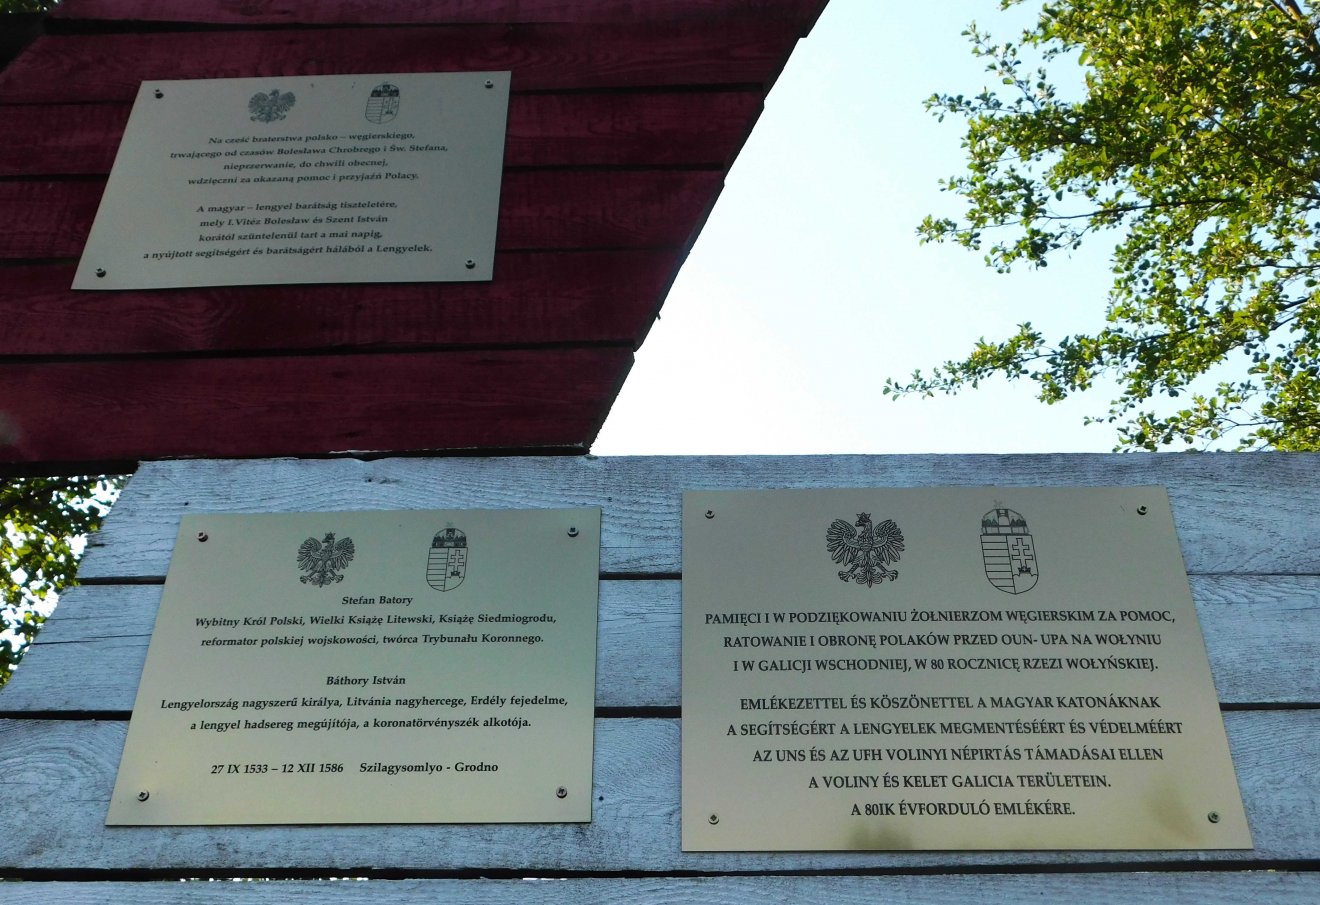 Na cześć braterstwa polsko – węgierskiego,
trwającego od czasów Bolesława Chrobrego i Św. Stefana,
nieprzerwanie, do chwili obecnej,
wdzięczni za okazaną pomoc i przyjaźń Polacy.
A magyar – lengyel barátság tiszteletére,
mely I. Vitéz Bolesław és Szent István
korától szüntelenül tart a mai napig,
a nyújtott segítségért és barátságért hálából a Lengyelek.
Stefan Batory
Wybitny Król Polski, Wielki Książę Litewski, Książę Siedmiogrodu,
reformator polskiej wojskowości, twórca Trybunału Koronnego.
Báthory István
Lengyelország nagyszerű királya, Litvánia nagyhercege, Erdély fejedelme,
a lengyel hadsereg megújítója, a koronatörvényszék alkotója.
27 IX 1533 – 12 XII 1586 Szilagysomlyo - Grodno
PAMIĘCI I W PODZIĘKOWANIU ŻOŁNIERZOM WĘGIERSKIM ZA POMOC,
RATOWANIE I OBRONĘ POLAKÓW PRZED OUN- UPA NA WOŁYNIU
I W GALICJI WSCHODNIEJ, W 80 ROCZNICĘ RZEZI WOŁYŃSKIEJ.
EMLÉKEZETTEL ÉS KÖSZÖNETTEL A MAGYAR KATONÁKNAK
A SEGÍTSÉGÉRT A LENGYELEK MEGMENTÉSÉÉRT ÉS VÉDELMÉÉRT
AZ UNS ÉS AZ UFH VOLINYI NÉPIRTÁS TÁMADÁSAI ELLEN
A VOLINY ÉS KELET GALICIA TERÜLETEIN.
A 80IK ÉVFORDULÓ EMLÉKÉRE.